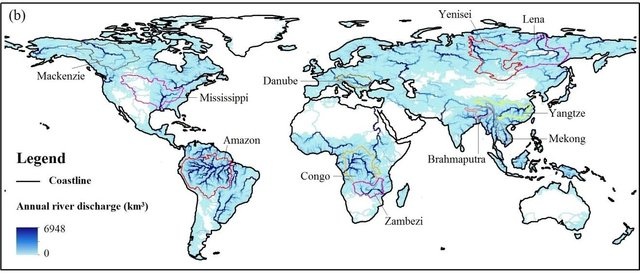 (b)
Yenisei
Lena
Mackenzie
Danube
Mississippi
Yangtze
Amazon
Mekong
Brahmaputra
Legend
Coastline
Congo
Annual river discharge (km³)
Zambezi
6948
0